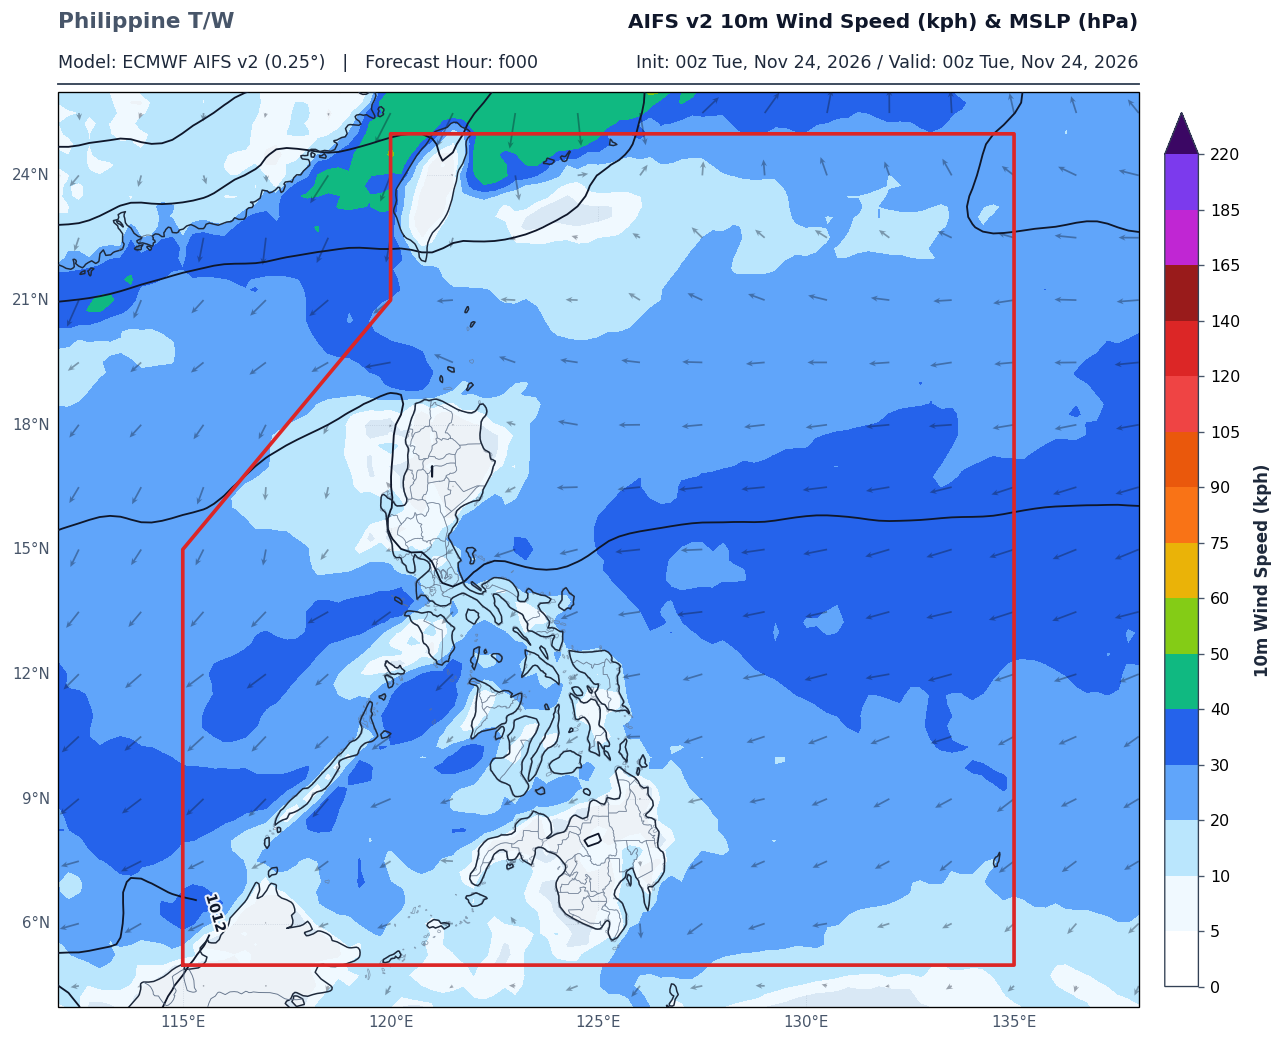 Philippine T/W
AIFS v2 10m Wind Speed (kph) & MSLP (hPa)
Model: ECMWF AIFS v2 (0.25°) | Forecast Hour: f000
Init: 00z Tue, Nov 24, 2026 / Valid: 00z Tue, Nov 24, 2026
24°N
21°N
18°N
15°N
12°N
9°N
6°N
1012
115°E
120°E
125°E
130°E
135°E
220
185
165
140
120
105
90
75
60
50
40
30
20
10
5
0
10m Wind Speed (kph)